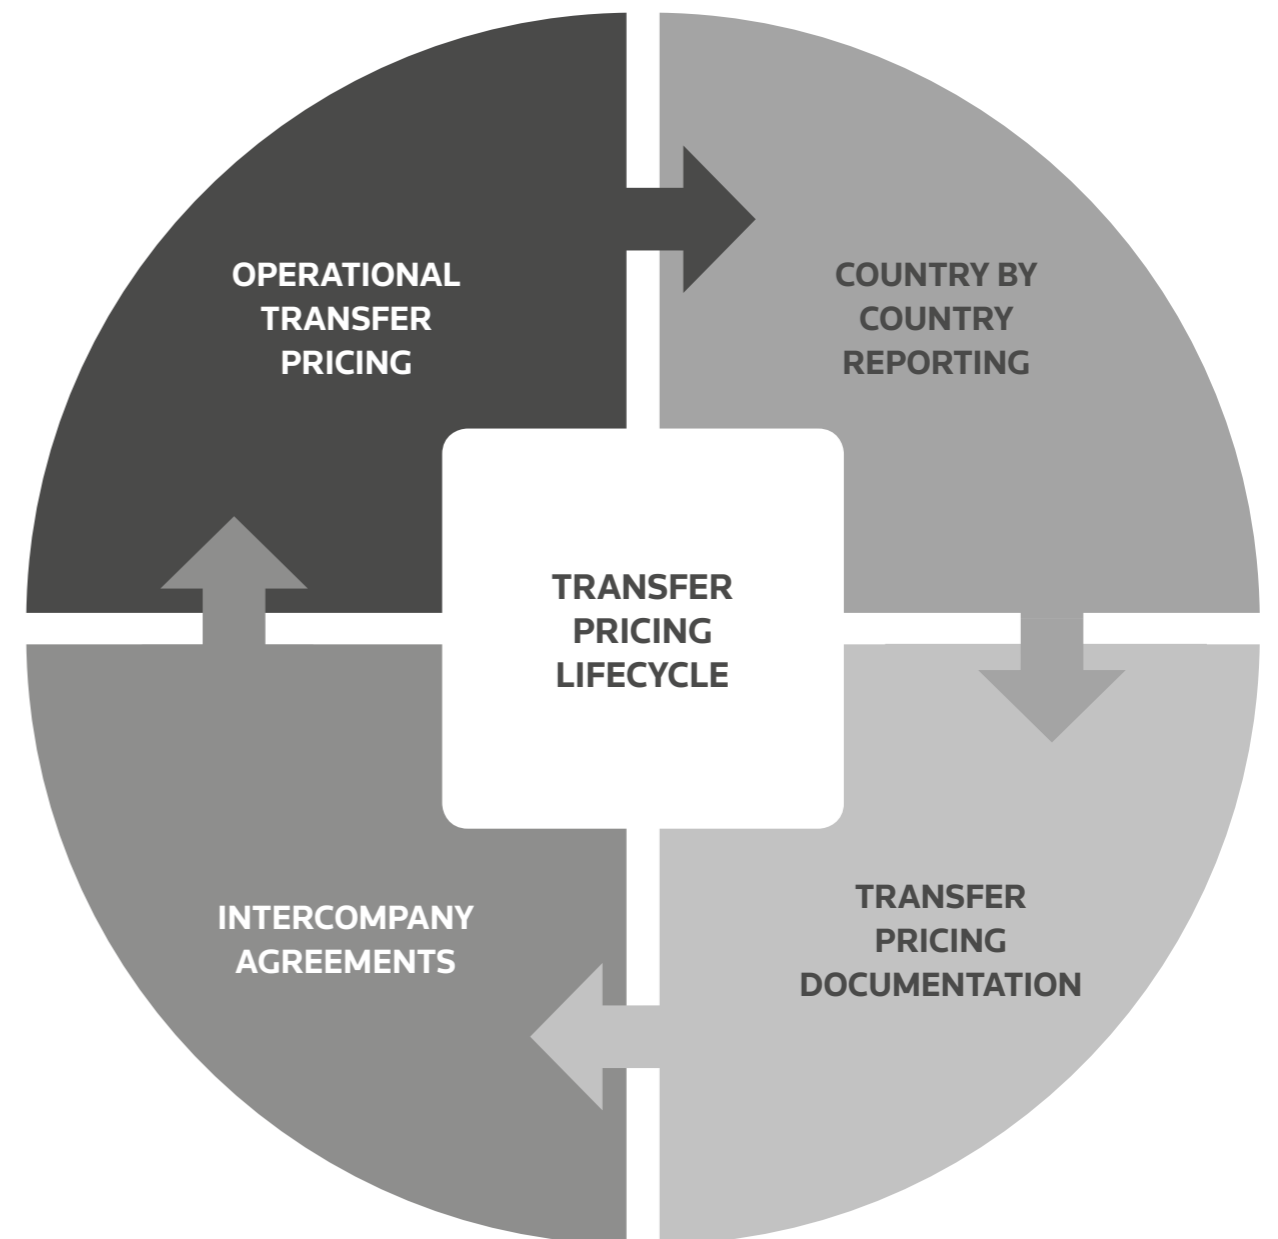 OPERATIONAL
TRANSFER
PRICING
COUNTRY BY
COUNTRY
REPORTING
TRANSFER
PRICING
LIFECYCLE
INTERCOMPANY
AGREEMENTS
TRANSFER
PRICING
DOCUMENTATION